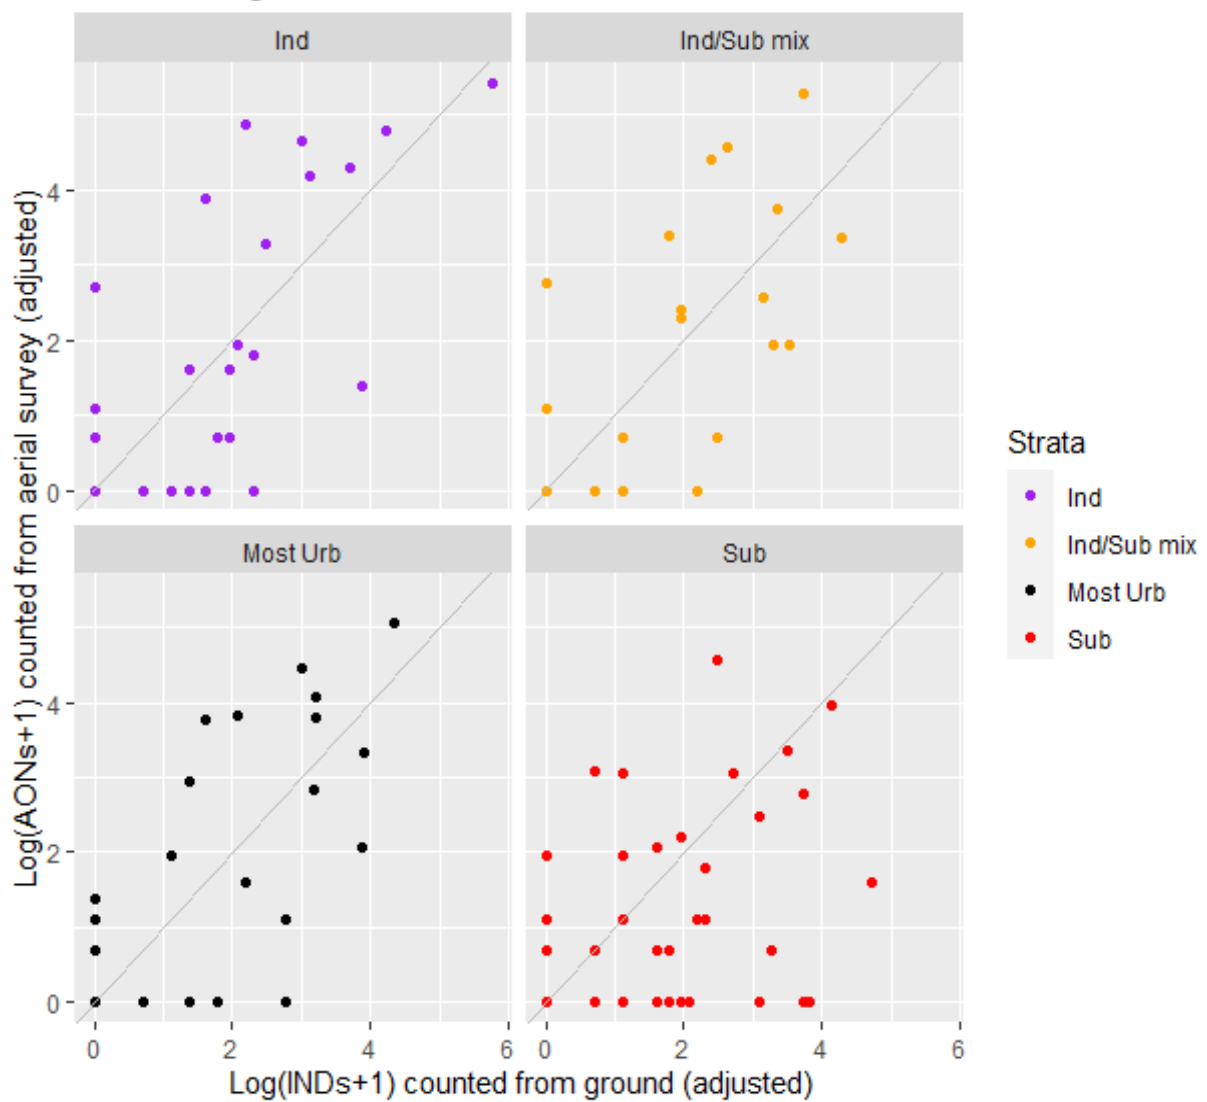 Ind
Ind/Sub mix
4
2
0
Most Urb
Sub
4
2
0
0
2
4
6
0
2
4
6
Log(INDs+1) counted from ground (adjusted)
Log(AONs+1) counted from aerial survey (adjusted)
Strata
Ind
Ind/Sub mix
Most Urb
Sub